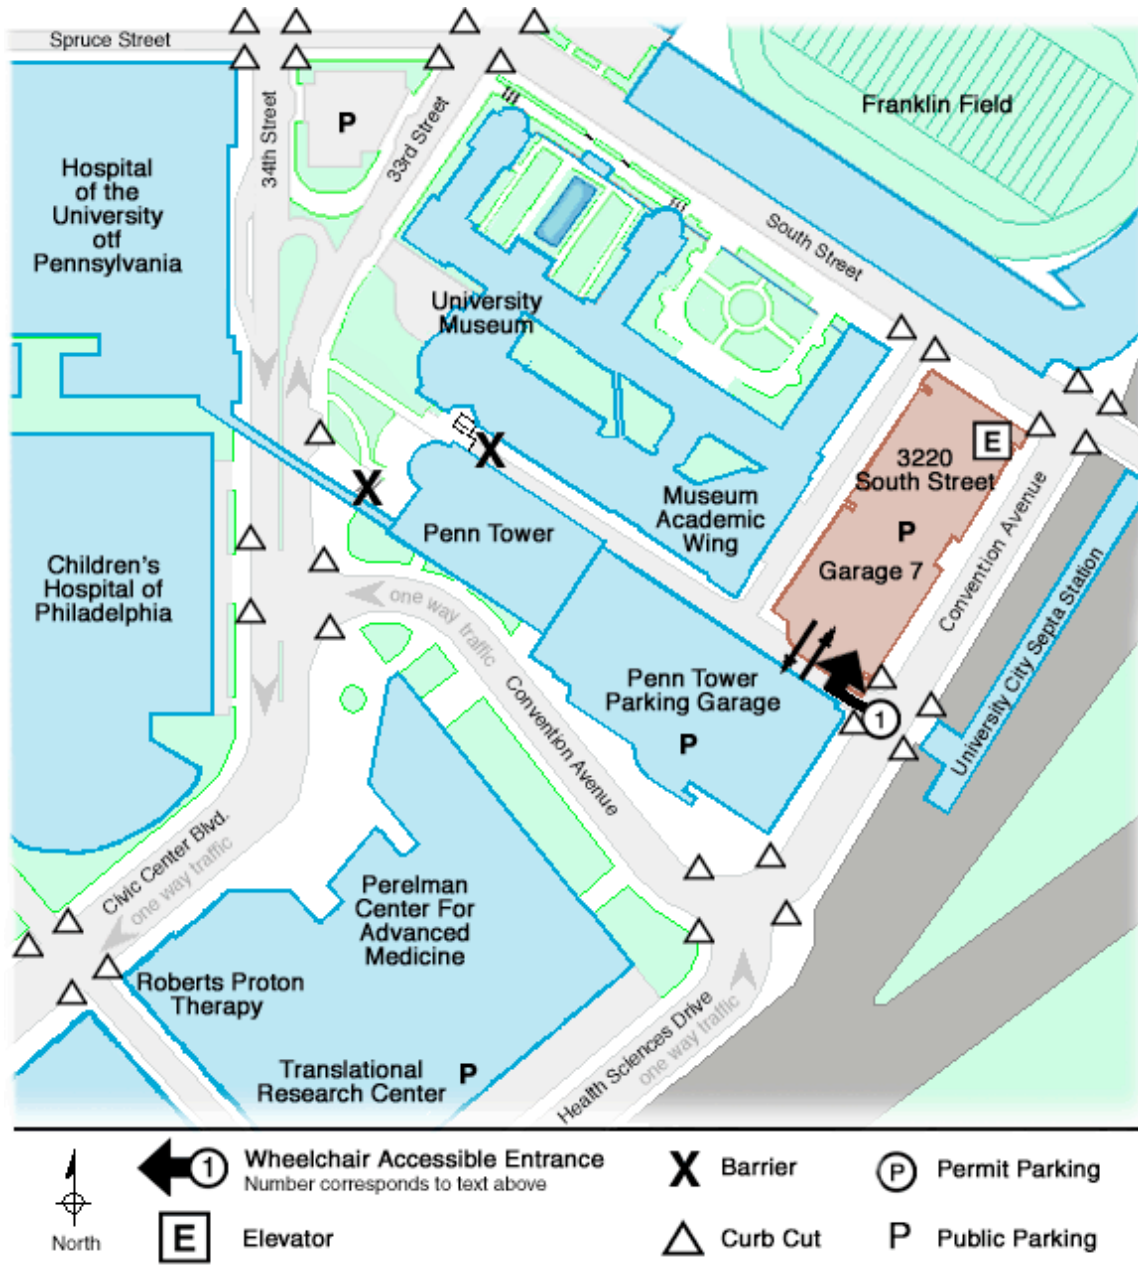 Spruce Street
34th Street
33rd Street
P
Franklin Field
Hospital
of the
University
otf
Pennsylvania
South Street
University
Museum
X
X
E
3220
South Street
P
Garage 7
Museum
Academic
Wing
Penn Tower
Convention Avenue
University City Septa Station
Children's
Hospital of
Philadelphia
one way traffic
Convention Avenue
Penn Tower
Parking Garage
P
1
Civic Center Blvd.
one way traffic
Perelman
Center For
Advanced
Medicine
Roberts Proton
Therapy
Translational
Research Center
P
Health Sciences Drive
one way traffic
North
1
Wheelchair Accessible Entrance
Number corresponds to text above
E
Elevator
X
Barrier
Curb Cut
P
Permit Parking
P
Public Parking